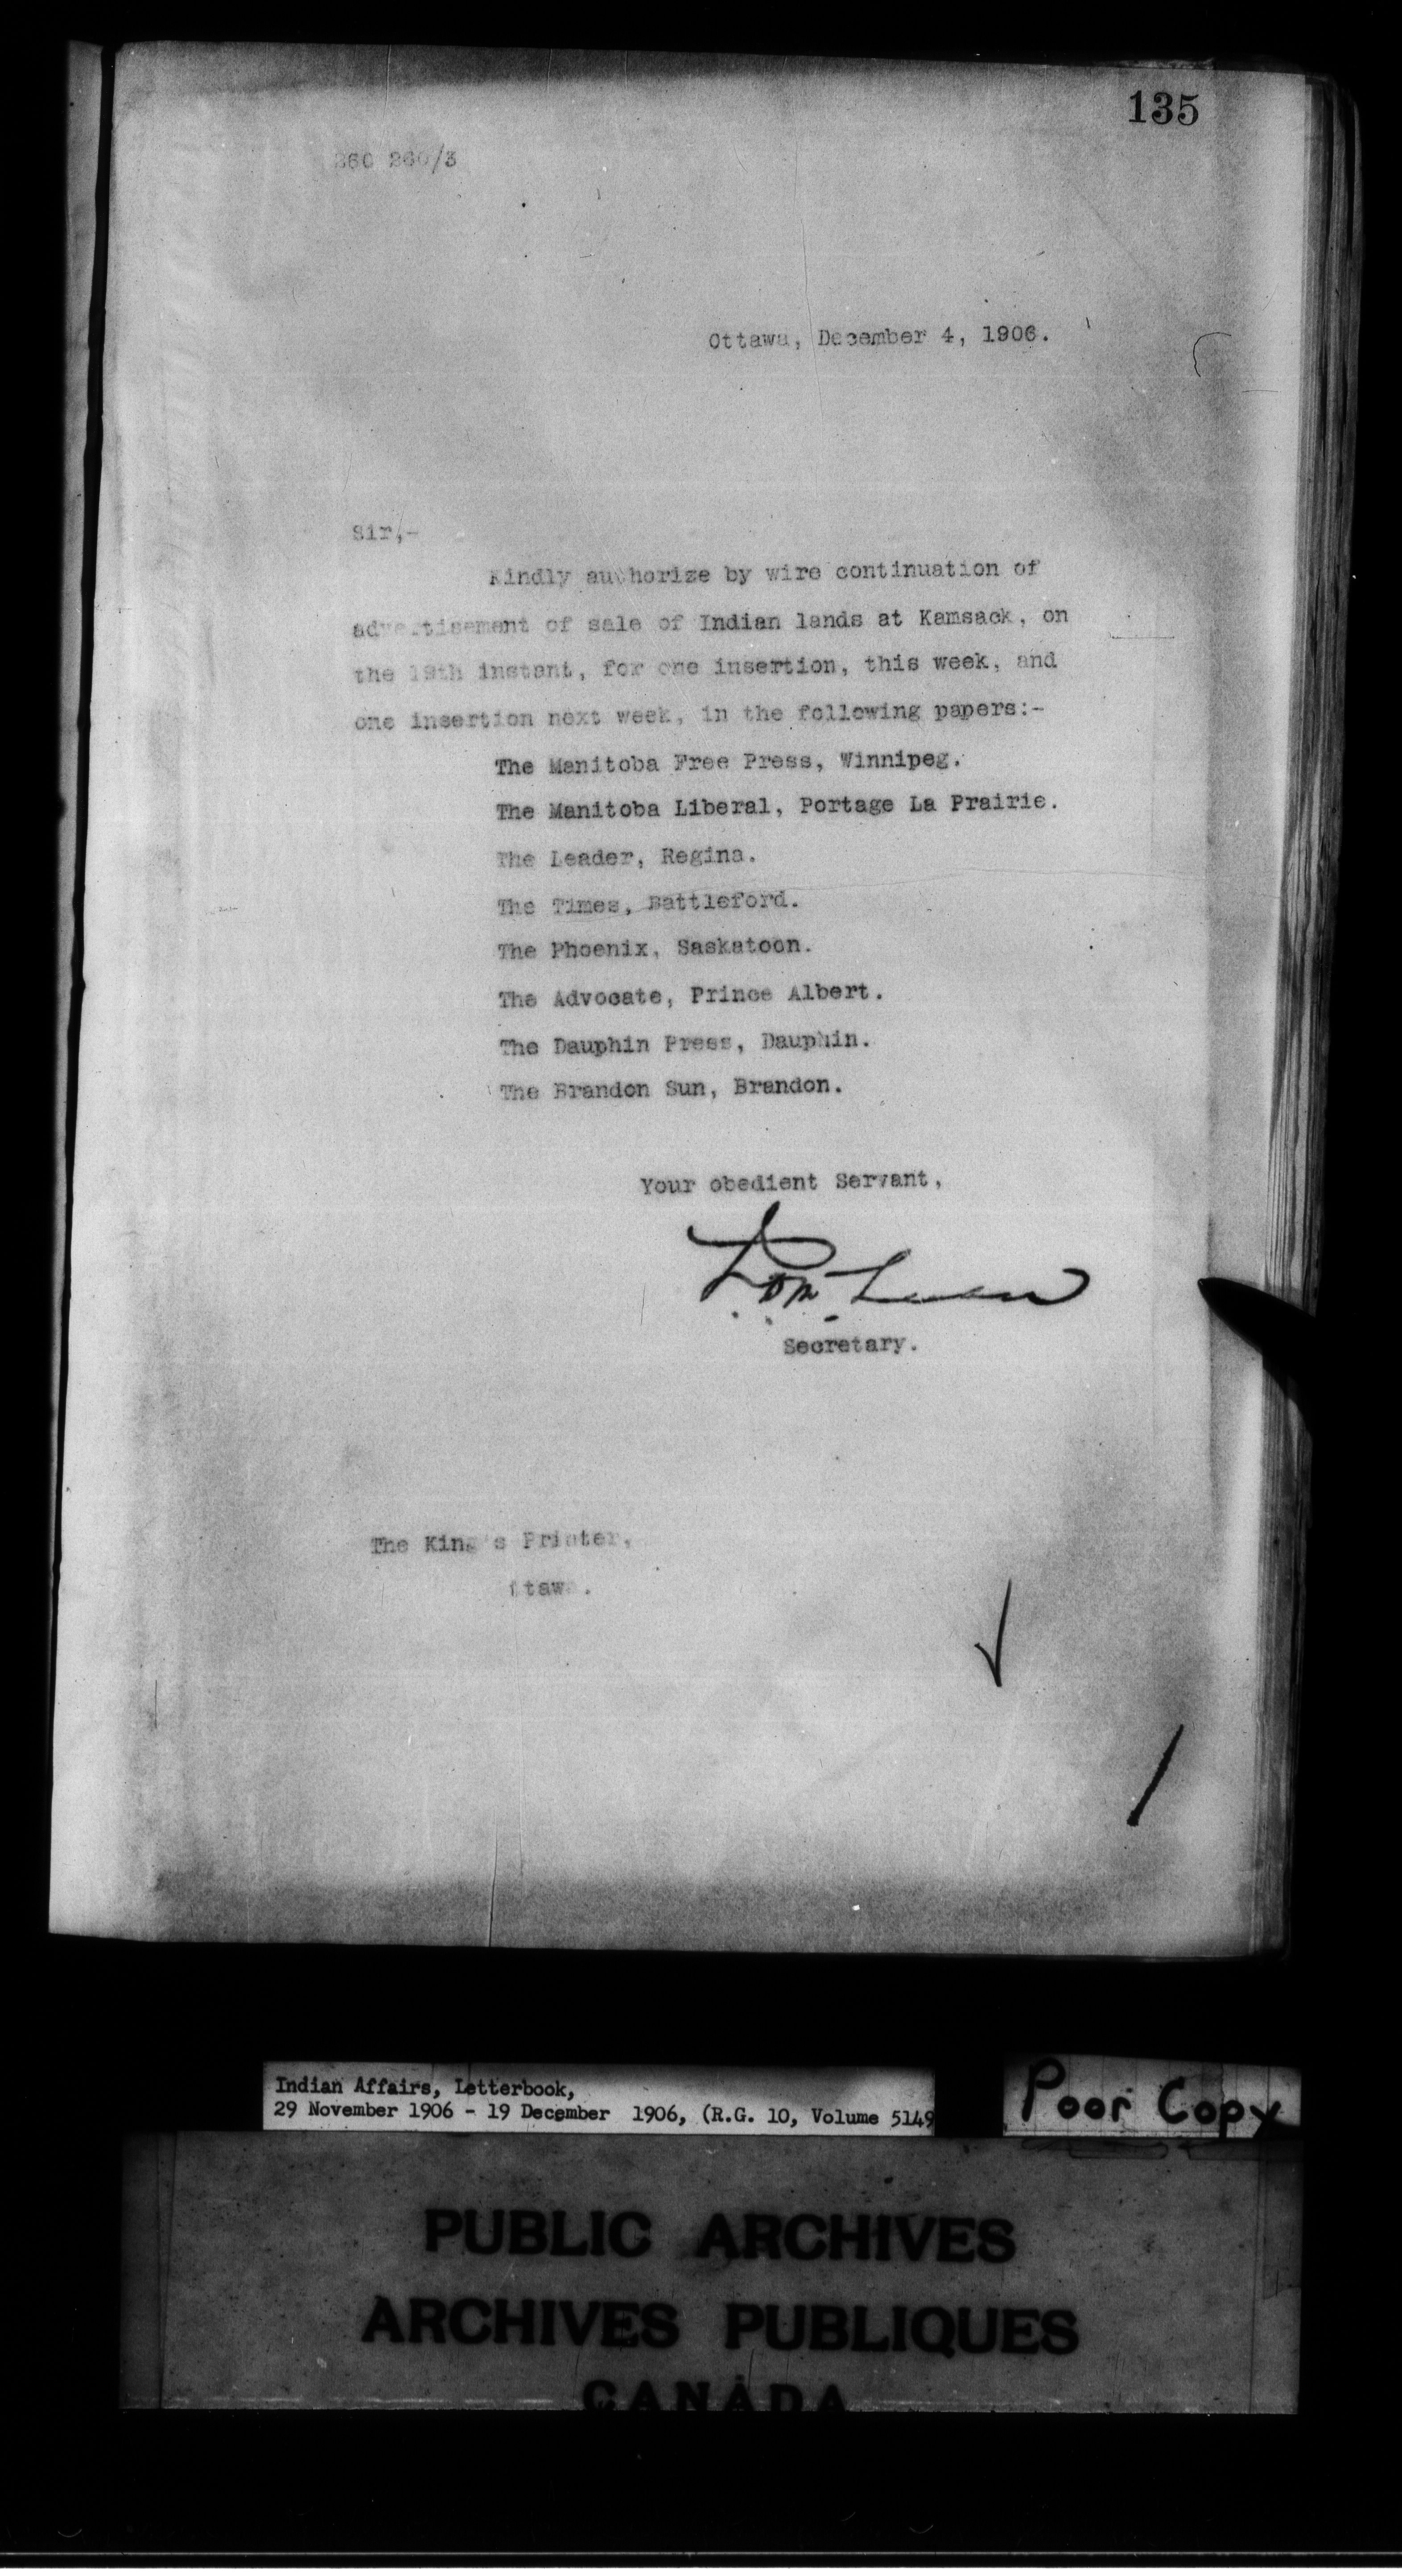 135
260 260/3
Ottawa, December 4, 1906.
Sir,-
Kindly authorize by wire continuation of
advertisement of sale of Indian lands at Kamsack, on
the 19th instant, for one insertion, this week, and
one insertion next week, in the following papers:-
The Manitoba Free Press, Winnipeg.
The Manitoba Liberal, Portage La Prairie.
The Leader, Regina.
The Times, Battleford.
The Phoenix, Saskatoon.
The Advocate, Prince Albert.
The Dauphin Press, Dauphin.
The Brandon Sun, Brandon.
Your obedient Servant,
Secretary.
The King's Printer,
Ottawa.
Indian Affairs, Letterbook,
29 November 1906 - 19 December 1906, (R.G. 10, Volume 5149
Poor Copy
PUBLIC ARCHIVES
ARCHIVES PUBLIQUES
CANADA